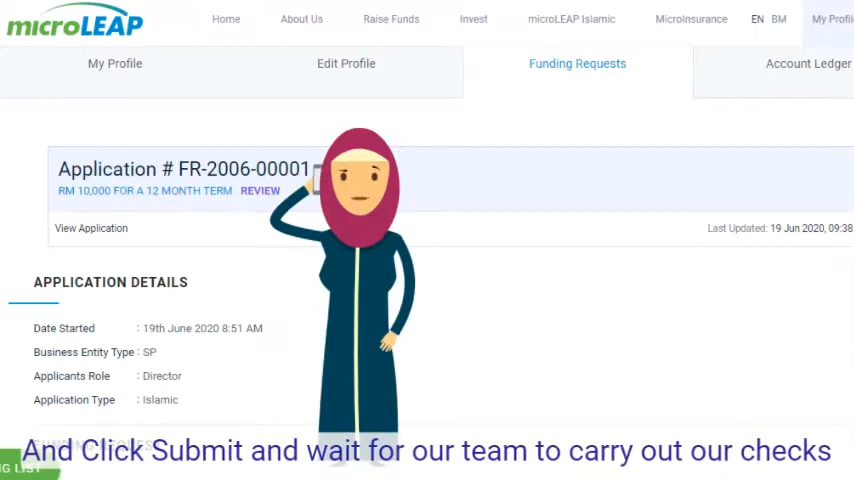 microLEAP
Home About Us Raise Funds Invest microLEAP Islamic MicroInsurance EN BM My Profil
My Profile Edit Profile Funding Requests Account Ledger
Application # FR-2006-00001
RM 10,000 FOR A 12 MONTH TERM REVIEW
View Application Last Updated: 19 Jun 2020, 09:38
APPLICATION DETAILS
Date Started : 19th June 2020 8:51 AM
Business Entity Type : SP
Applicants Role : Director
Application Type : Islamic
And Click Submit and wait for our team to carry out our checks
NG LIST